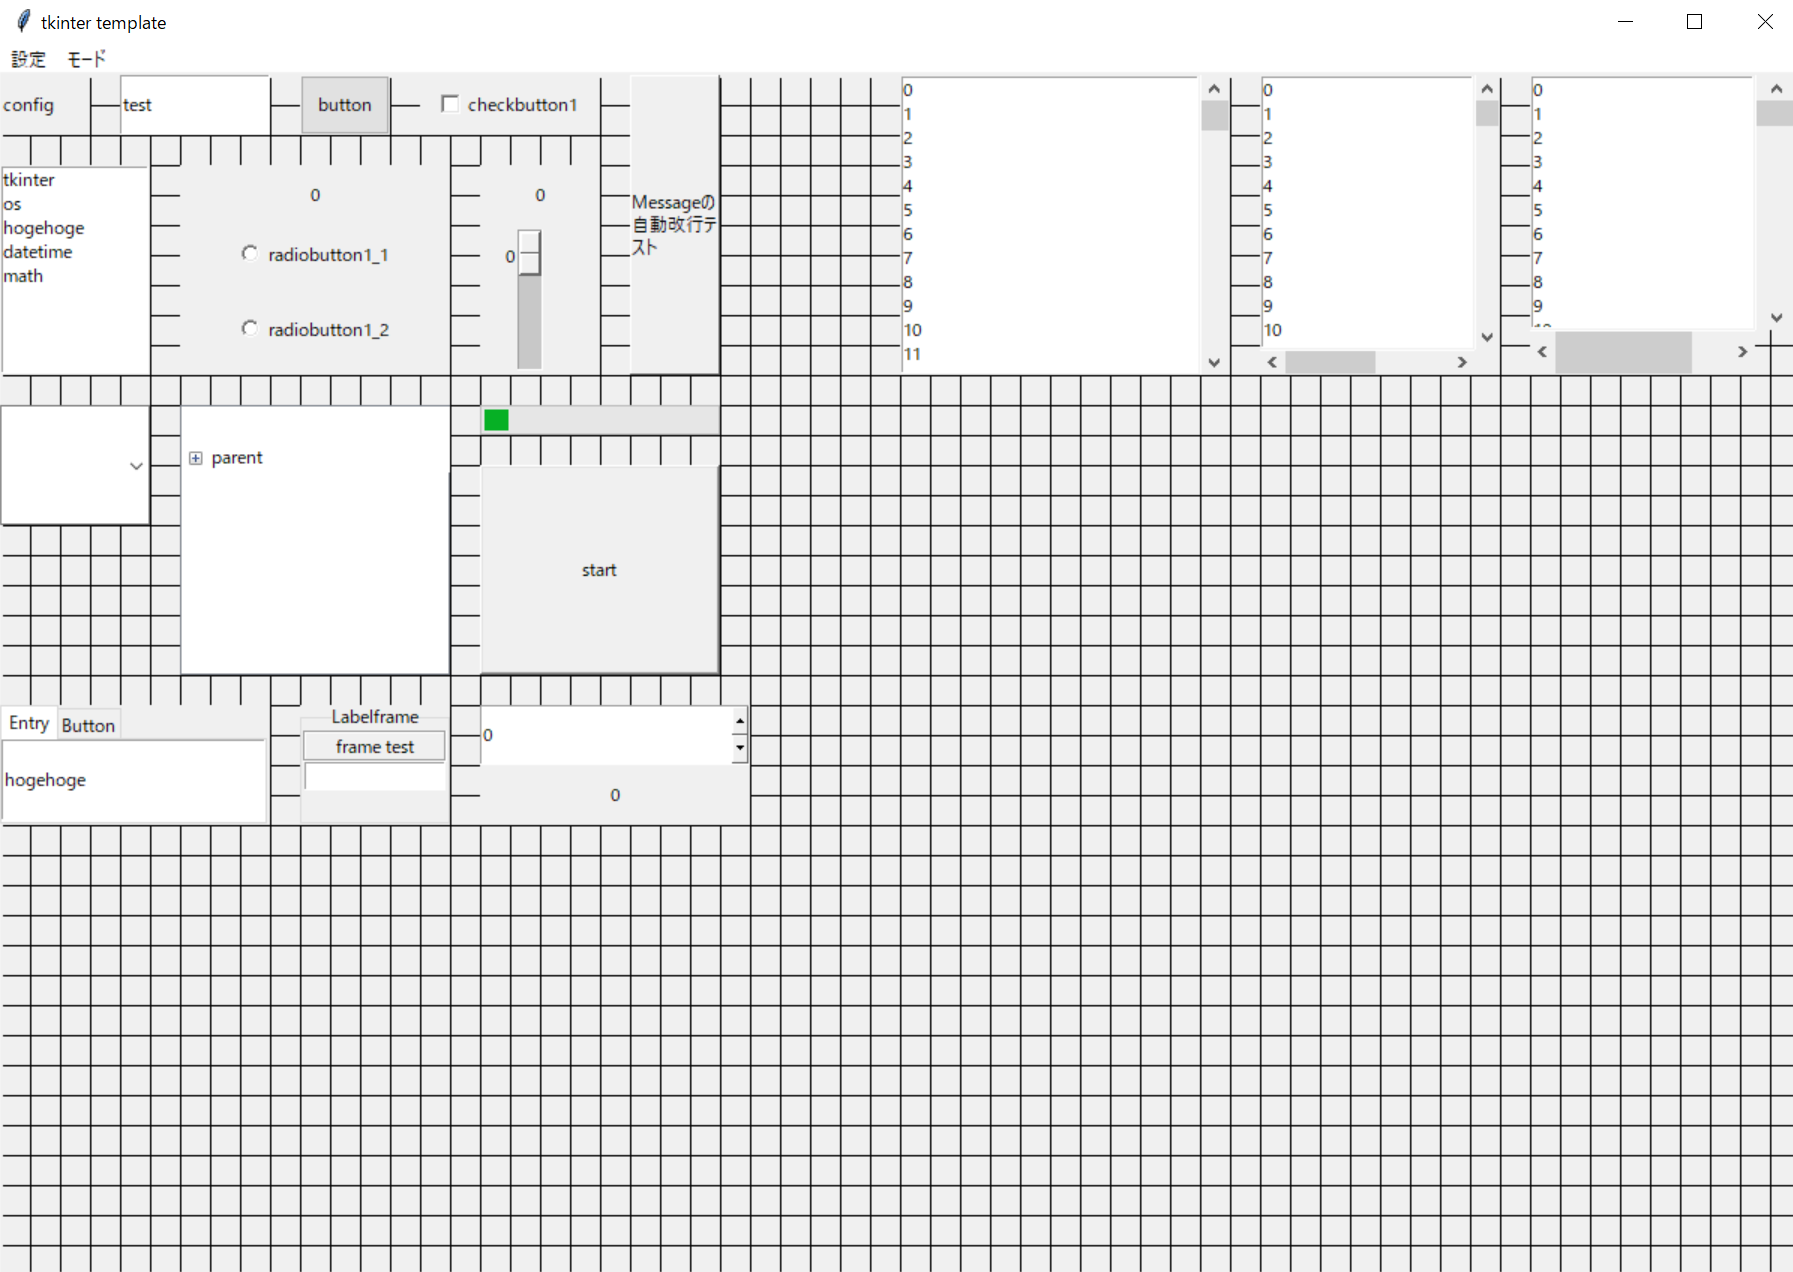 tkinter template
設定 モード
config
test
button
checkbutton1
tkinter
os
hogehoge
datetime
math
0
radiobutton1_1
radiobutton1_2
0
0
Messageの
自動改行テ
スト
0
1
2
3
4
5
6
7
8
9
10
11
0
1
2
3
4
5
6
7
8
9
10
0
1
2
3
4
5
6
7
8
9
parent
start
Entry Button
hogehoge
Labelframe
frame test
0
0